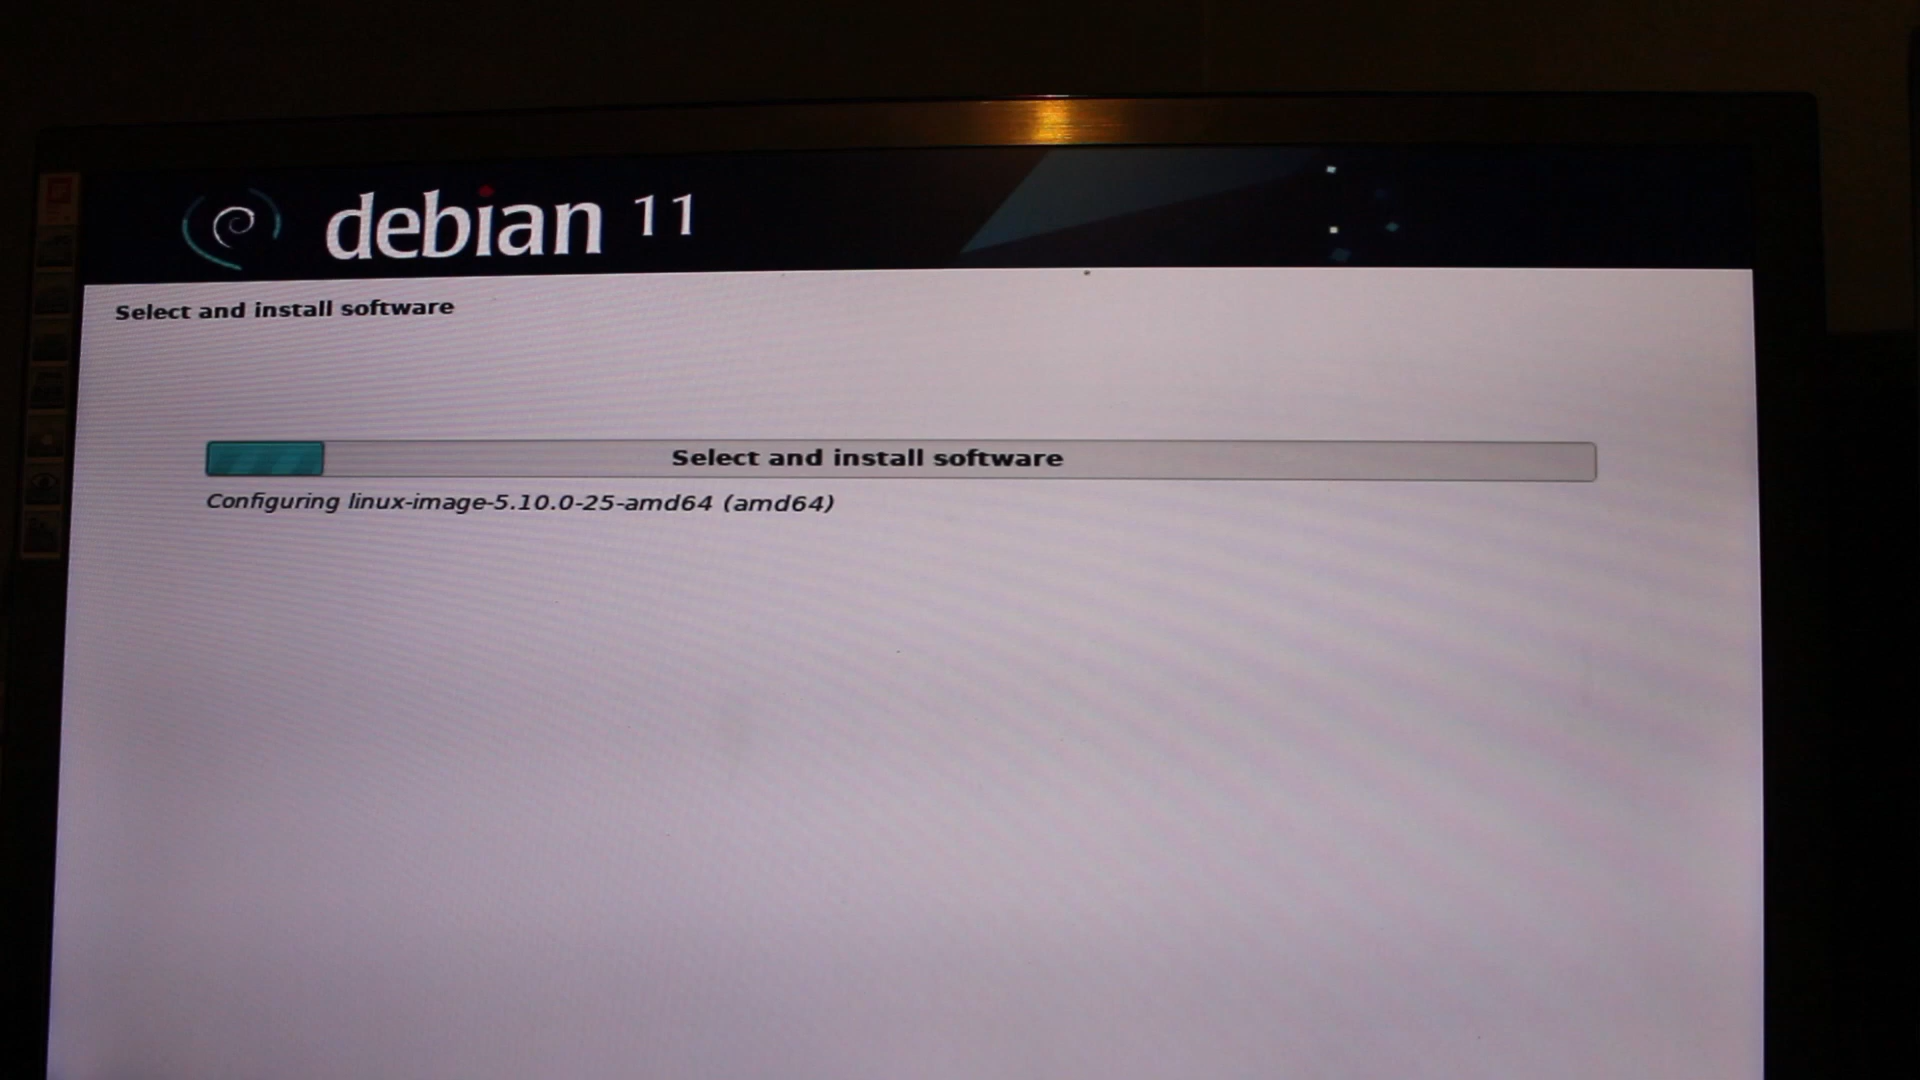 debian 11
Select and install software
Select and install software
Configuring linux-image-5.10.0-25-amd64 (amd64)